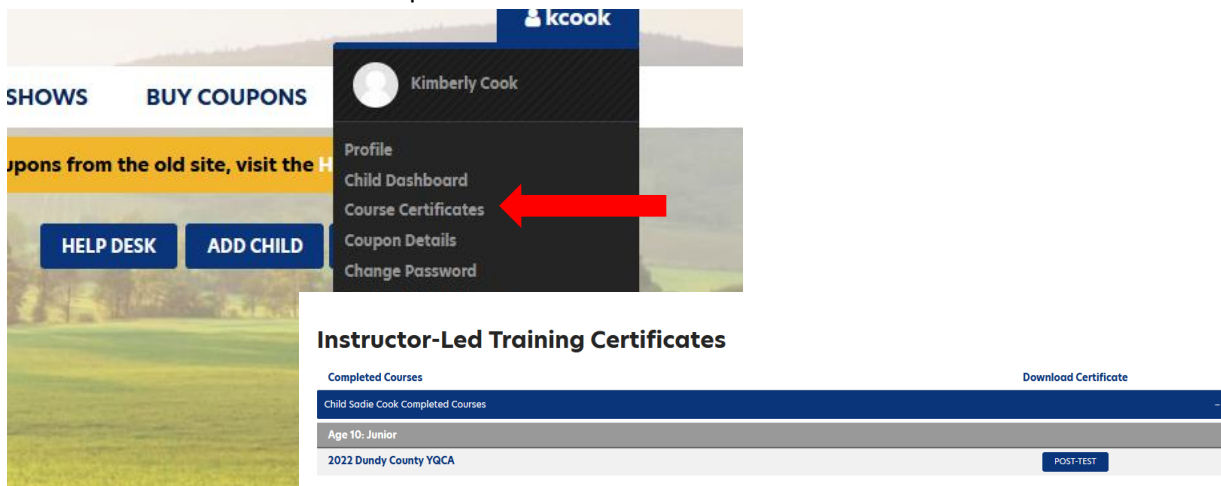 kcook
Kimberly Cook
SHOWS BUY COUPONS
upons from the old site, visit the H
Profile
Child Dashboard
Course Certificates
Coupon Details
Change Password
HELP DESK ADD CHILD
Instructor-Led Training Certificates
Completed Courses Download Certificate
Child Sadie Cook Completed Courses –
Age 10: Junior
2022 Dundy County YQCA POST-TEST